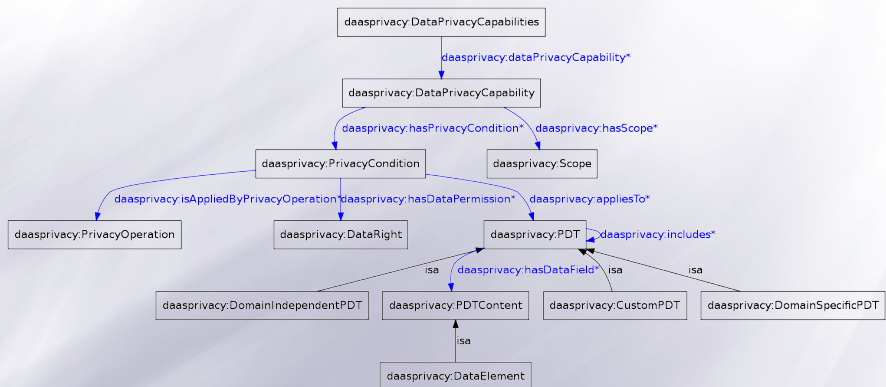 daasprivacy:DataPrivacyCapabilities
daasprivacy:dataPrivacyCapability*
daasprivacy:DataPrivacyCapability
daasprivacy:hasPrivacyCondition*
daasprivacy:hasScope*
daasprivacy:PrivacyCondition
daasprivacy:Scope
daasprivacy:isAppliedByPrivacyOperation*
daasprivacy:hasDataPermission*
daasprivacy:appliesTo*
daasprivacy:PrivacyOperation
daasprivacy:DataRight
daasprivacy:PDT
daasprivacy:includes*
isa
daasprivacy:hasDataField*
isa
isa
daasprivacy:DomainIndependentPDT
daasprivacy:PDTContent
daasprivacy:CustomPDT
daasprivacy:DomainSpecificPDT
isa
daasprivacy:DataElement